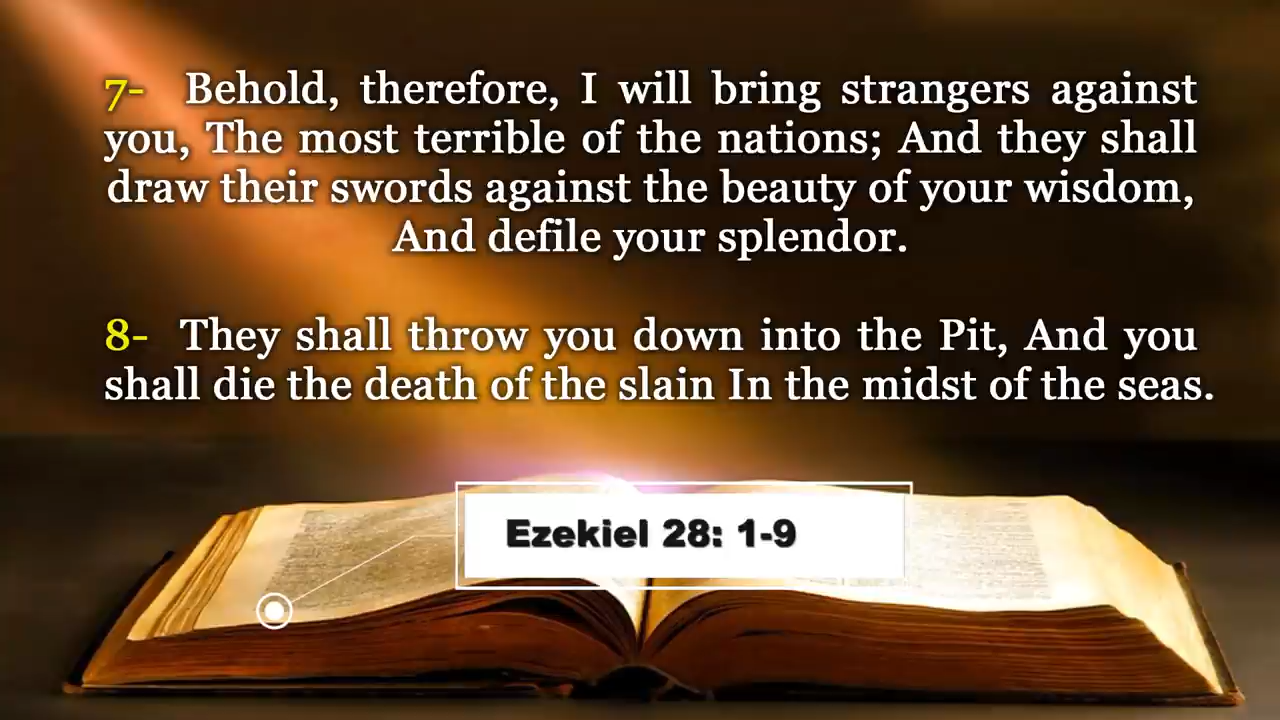 7- Behold, therefore, I will bring strangers against
you, The most terrible of the nations; And they shall
draw their swords against the beauty of your wisdom,
And defile your splendor.
8- They shall throw you down into the Pit, And you
shall die the death of the slain In the midst of the seas.
Ezekiel 28: 1-9